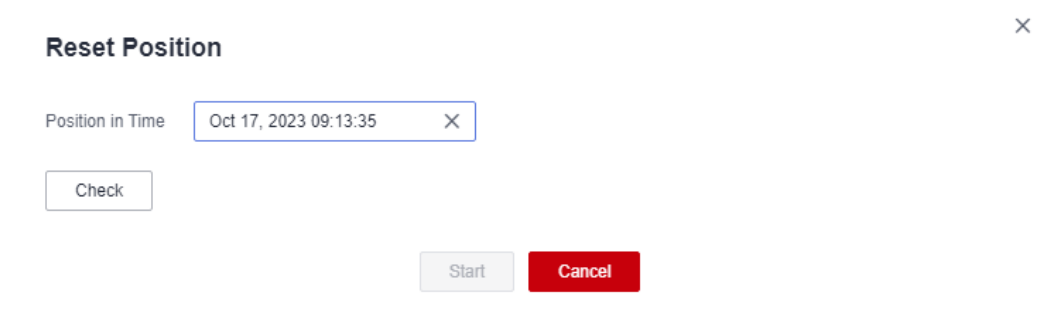 Reset Position
Position in Time Oct 17, 2023 09:13:35
Check
Start Cancel